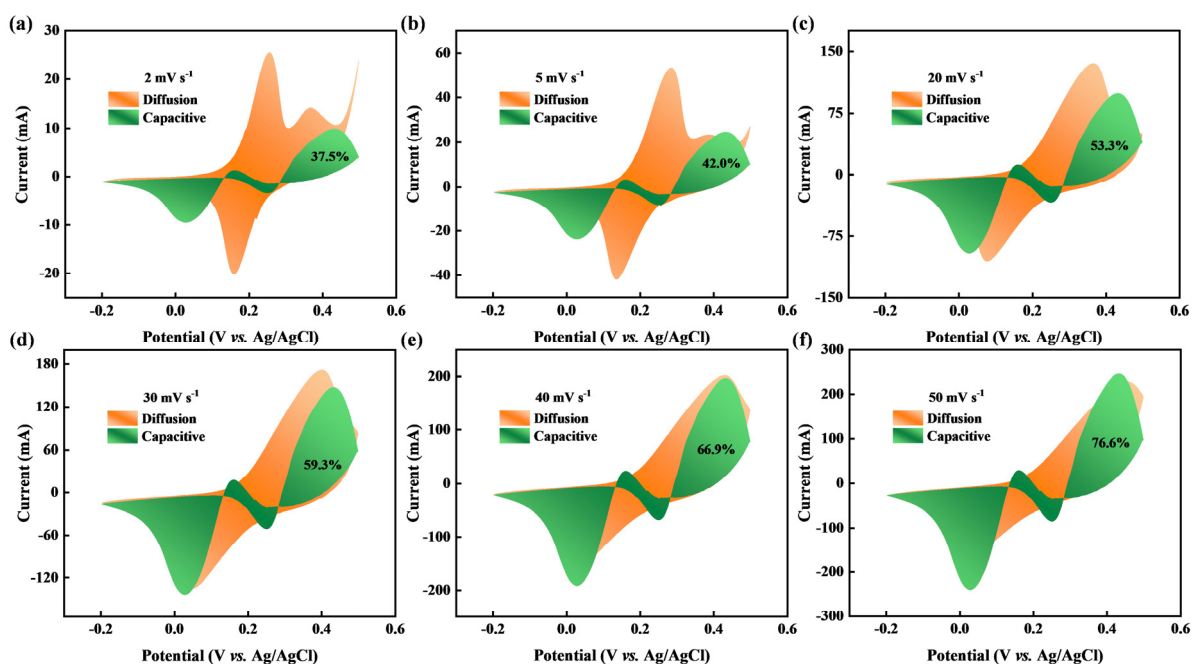 (a)
30
20
10
0
-10
-20
Current (mA)
2 mV s⁻¹
Diffusion
Capacitive
37.5%
-0.2 0.0 0.2 0.4 0.6
Potential (V vs. Ag/AgCl)
(b)
60
40
20
0
-20
-40
Current (mA)
5 mV s⁻¹
Diffusion
Capacitive
42.0%
-0.2 0.0 0.2 0.4 0.6
Potential (V vs. Ag/AgCl)
(c)
150
75
0
-75
-150
Current (mA)
20 mV s⁻¹
Diffusion
Capacitive
53.3%
-0.2 0.0 0.2 0.4 0.6
Potential (V vs. Ag/AgCl)
(d)
180
120
60
0
-60
-120
Current (mA)
30 mV s⁻¹
Diffusion
Capacitive
59.3%
-0.2 0.0 0.2 0.4 0.6
Potential (V vs. Ag/AgCl)
(e)
200
100
0
-100
-200
Current (mA)
40 mV s⁻¹
Diffusion
Capacitive
66.9%
-0.2 0.0 0.2 0.4 0.6
Potential (V vs. Ag/AgCl)
(f)
300
200
100
0
-100
-200
-300
Current (mA)
50 mV s⁻¹
Diffusion
Capacitive
76.6%
-0.2 0.0 0.2 0.4 0.6
Potential (V vs. Ag/AgCl)